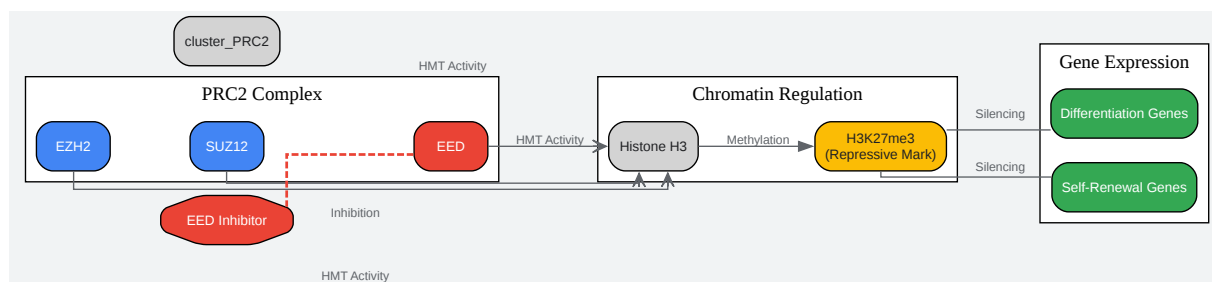 cluster_PRC2
HMT Activity
PRC2 Complex
EZH2
SUZ12
EED
HMT Activity
EED Inhibitor
Inhibition
HMT Activity
Chromatin Regulation
Histone H3
Methylation
H3K27me3
(Repressive Mark)
Silencing
Silencing
Gene Expression
Differentiation Genes
Self-Renewal Genes